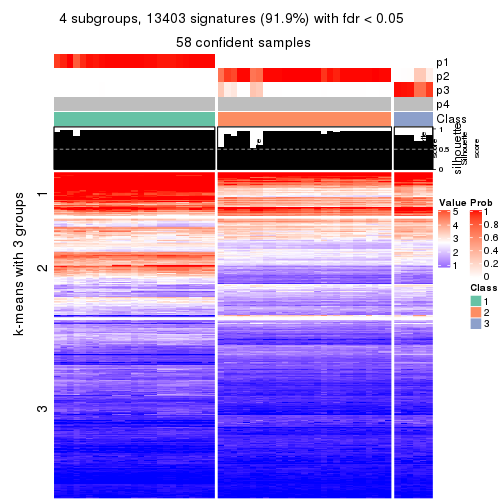 4 subgroups, 13403 signatures (91.9%) with fdr < 0.05
58 confident samples
p1
p2
p3
p4
Class
1
0.5
0
silhouette
Silhouette
score
k-means with 3 groups
1
2
3
Value
5
4
3
2
1
Prob
1
0.8
0.6
0.4
0.2
0
Class
1
2
3